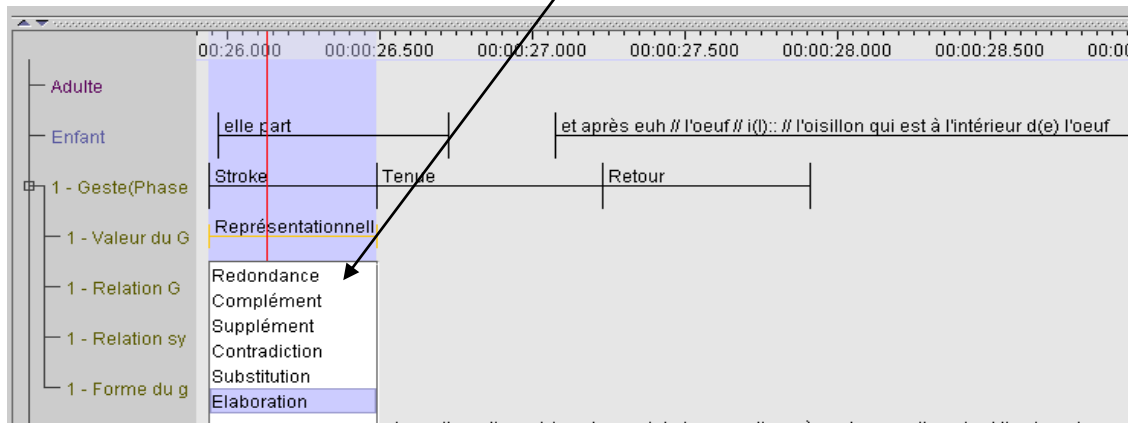 00:26.000 00:00:26.500 00:00:27.000 00:00:27.500 00:00:28.000 00:00:28.500 00:00
Adulte
Enfant elle part et après euh // l'oeuf // i(l):: // l'oisillon qui est à l'intérieur d(e) l'oeuf
1 - Geste(Phase Stroke Tenue Retour
1 - Valeur du G Représentationnell
1 - Relation G Redondance
Complément
1 - Relation sy Supplément
Contradiction
1 - Forme du g Substitution
Elaboration